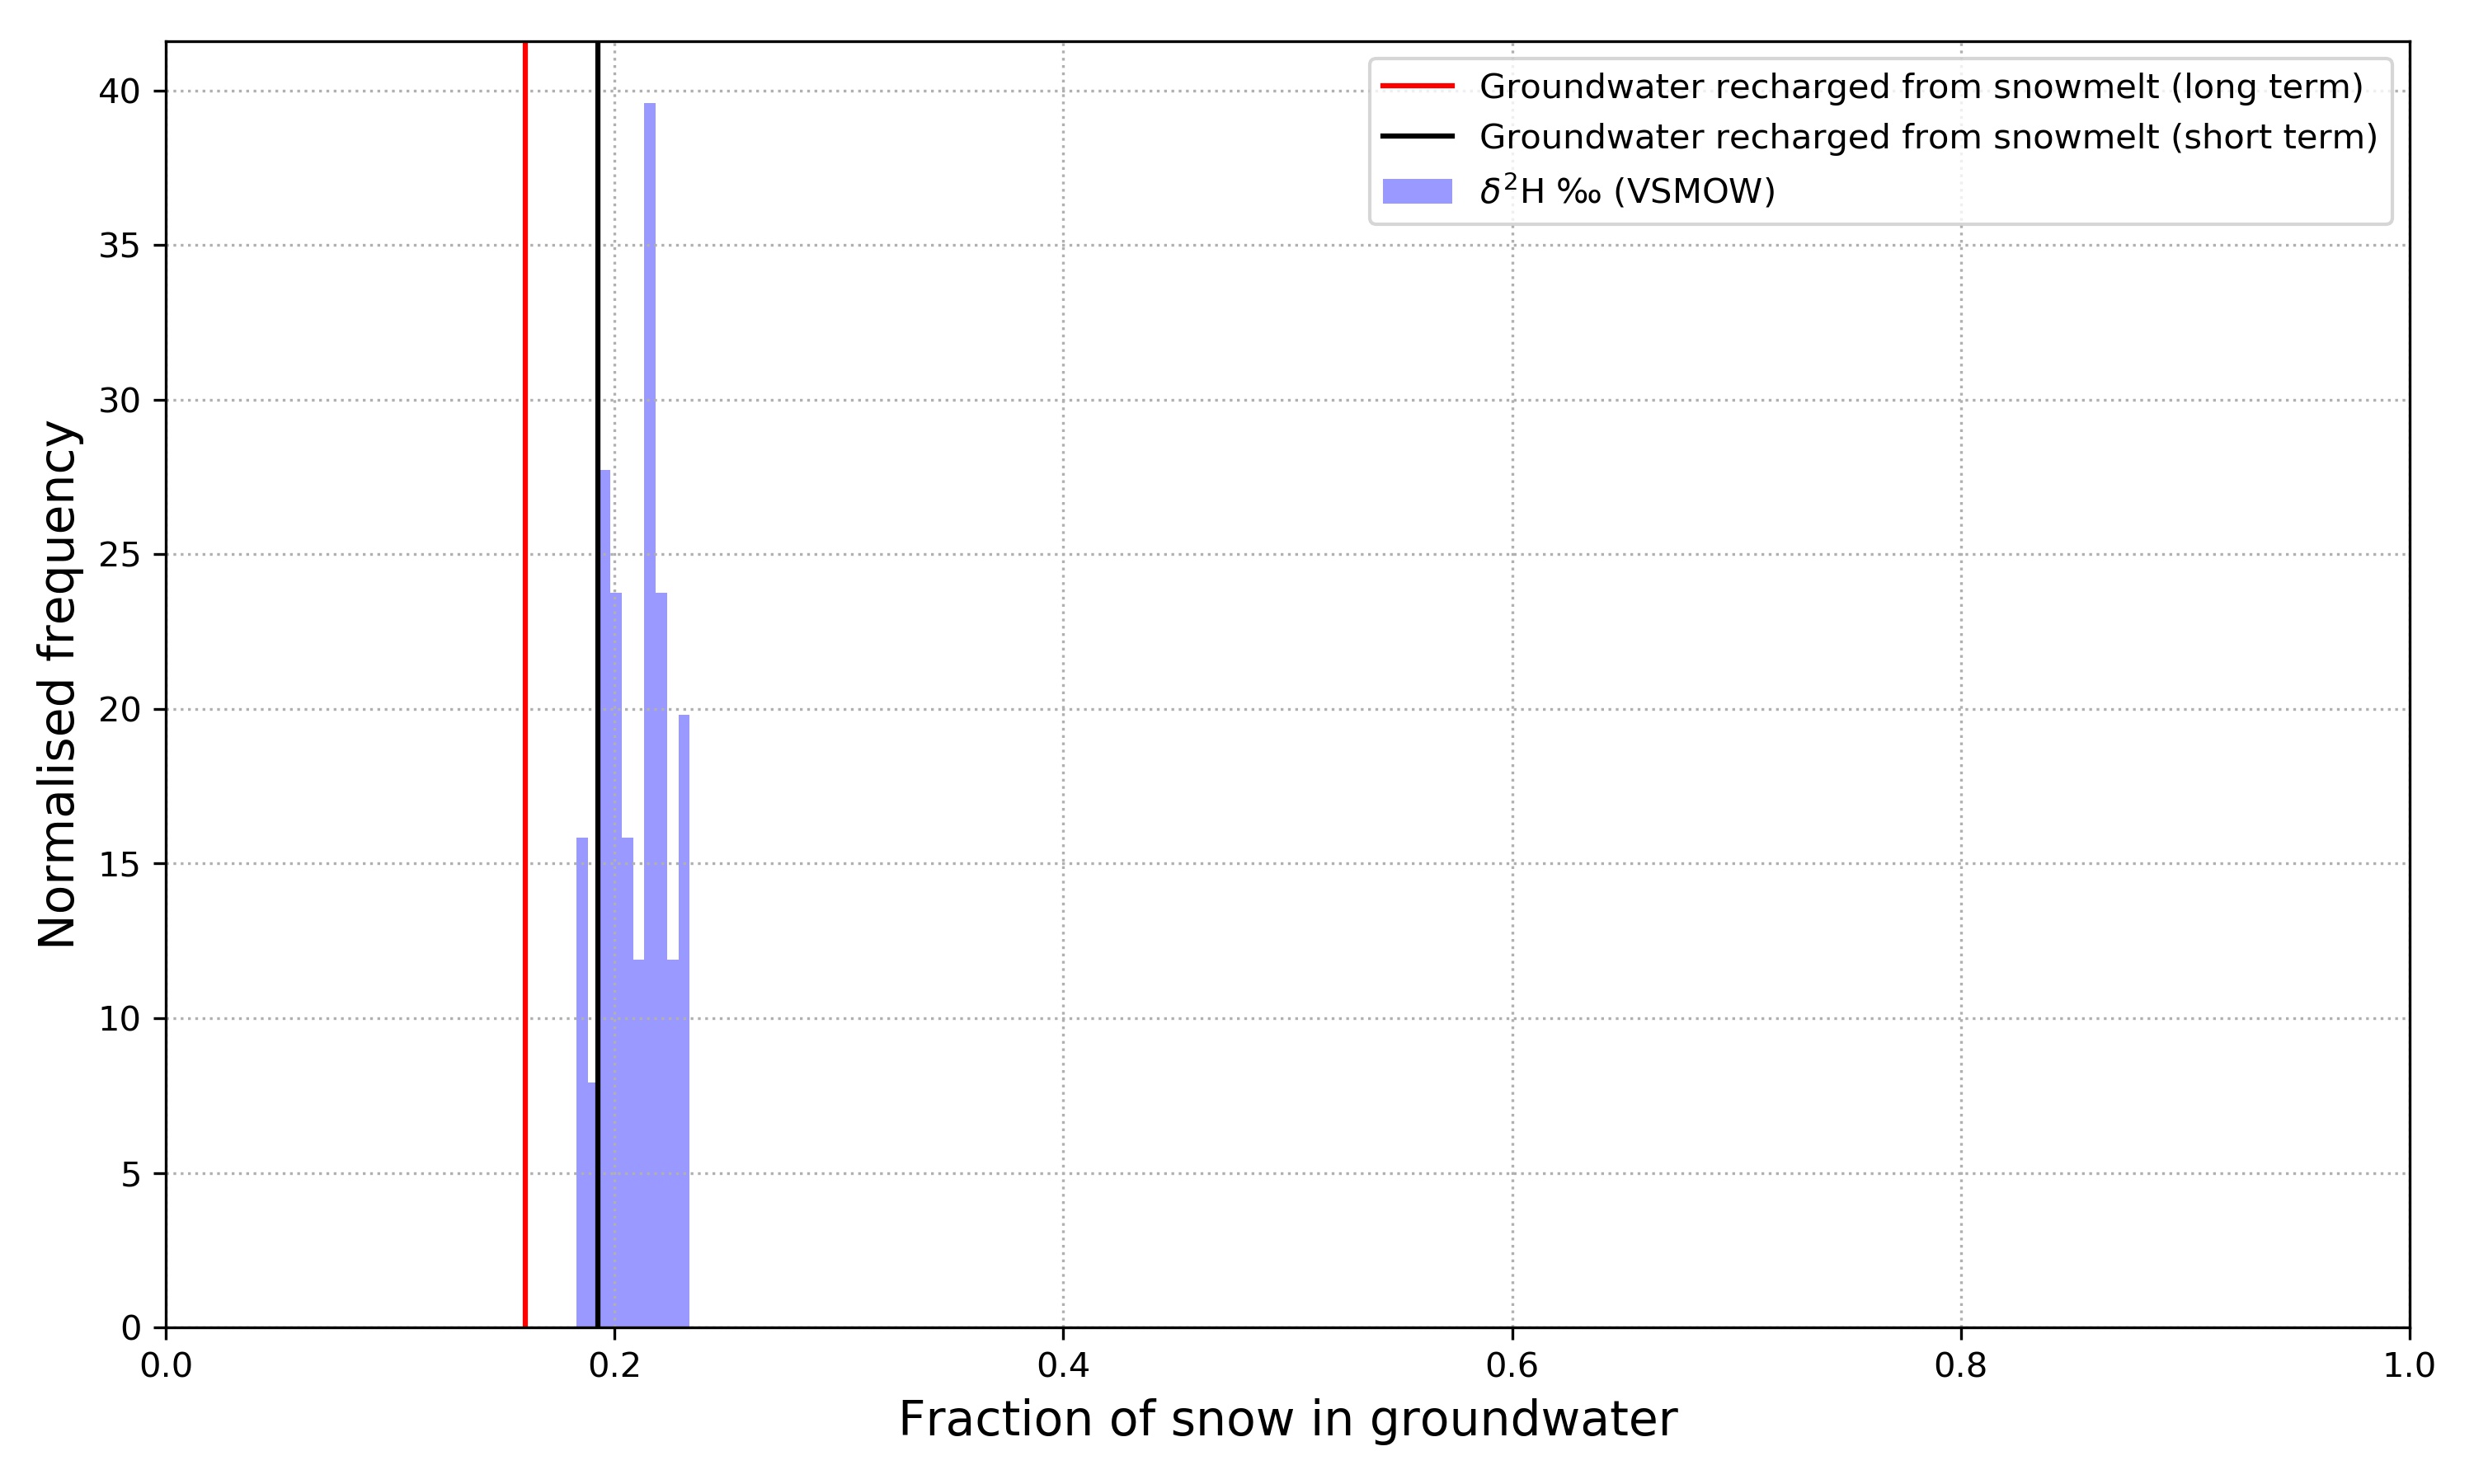 Groundwater recharged from snowmelt (long term)
Groundwater recharged from snowmelt (short term)
δ²H ‰ (VSMOW)
40
35
30
25
20
15
10
5
0
Normalised frequency
0.0 0.2 0.4 0.6 0.8 1.0
Fraction of snow in groundwater